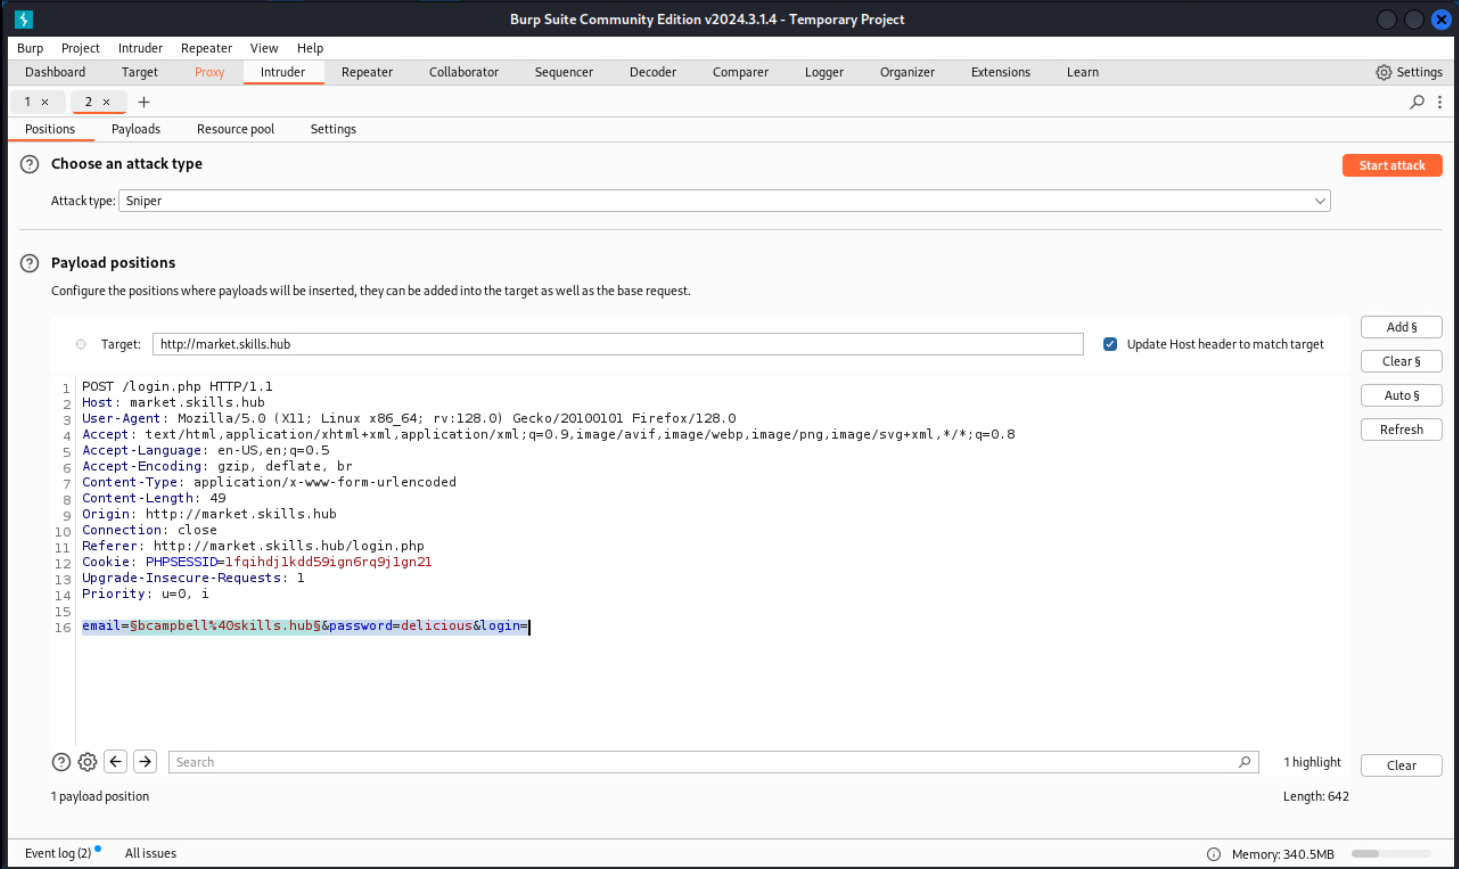 Burp Suite Community Edition v2024.3.1.4 - Temporary Project
Burp Project Intruder Repeater View Help
Dashboard Target Proxy Intruder Repeater Collaborator Sequencer Decoder Comparer Logger Organizer Extensions Learn Settings
1 × 2 × +
Positions Payloads Resource pool Settings
? Choose an attack type Start attack
Attack type: Sniper
? Payload positions
Configure the positions where payloads will be inserted, they can be added into the target as well as the base request.
Add §
Target: http://market.skills.hub Update Host header to match target
Clear §
Auto §
Refresh
1 POST /login.php HTTP/1.1
2 Host: market.skills.hub
3 User-Agent: Mozilla/5.0 (X11; Linux x86_64; rv:128.0) Gecko/20100101 Firefox/128.0
4 Accept: text/html,application/xhtml+xml,application/xml;q=0.9,image/avif,image/webp,image/png,image/svg+xml,*/*;q=0.8
5 Accept-Language: en-US,en;q=0.5
6 Accept-Encoding: gzip, deflate, br
7 Content-Type: application/x-www-form-urlencoded
8 Content-Length: 49
9 Origin: http://market.skills.hub
10 Connection: close
11 Referer: http://market.skills.hub/login.php
12 Cookie: PHPSESSID=1fqihdj1kdd59ign6rq9j1gn21
13 Upgrade-Insecure-Requests: 1
14 Priority: u=0, i
15
16 email=§bcampbell%40skills.hub§&password=delicious&login=
? Search 1 highlight Clear
1 payload position Length: 642
Event log (2) All issues Memory: 340.5MB